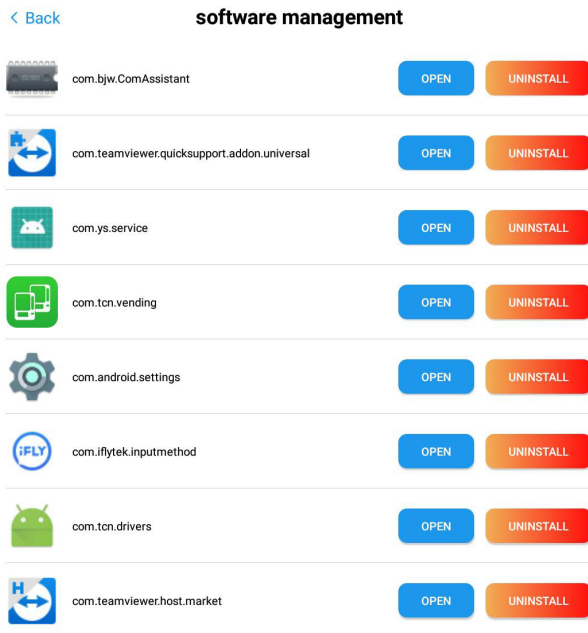 < Back
software management
com.bjw.ComAssistant
OPEN
UNINSTALL
com.teamviewer.quicksupport.addon.universal
OPEN
UNINSTALL
com.ys.service
OPEN
UNINSTALL
com.tcn.vending
OPEN
UNINSTALL
com.android.settings
OPEN
UNINSTALL
iFLY
com.iflytek.inputmethod
OPEN
UNINSTALL
com.tcn.drivers
OPEN
UNINSTALL
H
com.teamviewer.host.market
OPEN
UNINSTALL